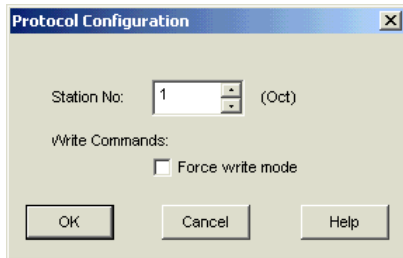 Protocol Configuration
Station No: 1 (Oct)
Write Commands:
Force write mode
OK Cancel Help